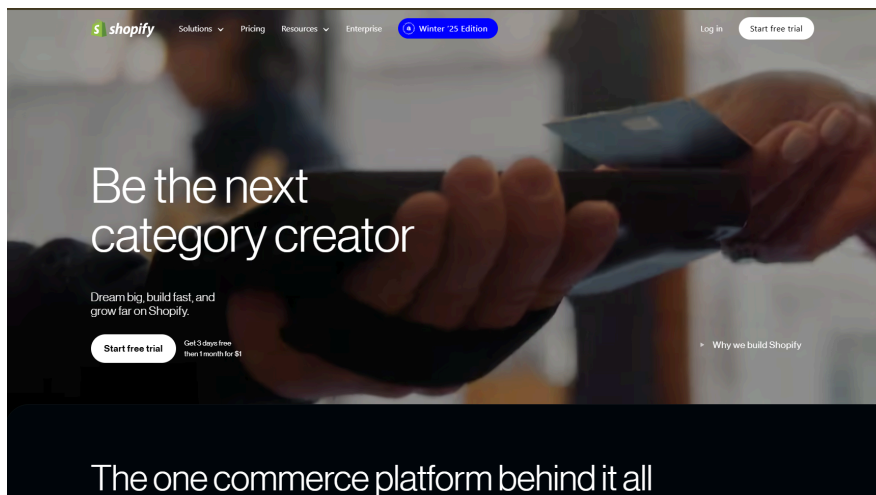 shopify
Solutions
Pricing
Resources
Enterprise
Winter '25 Edition
Log in
Start free trial
Be the next
category creator
Dream big, build fast, and
grow far on Shopify.
Start free trial
Get 3 days free
then 1 month for $1
Why we build Shopify
The one commerce platform behind it all